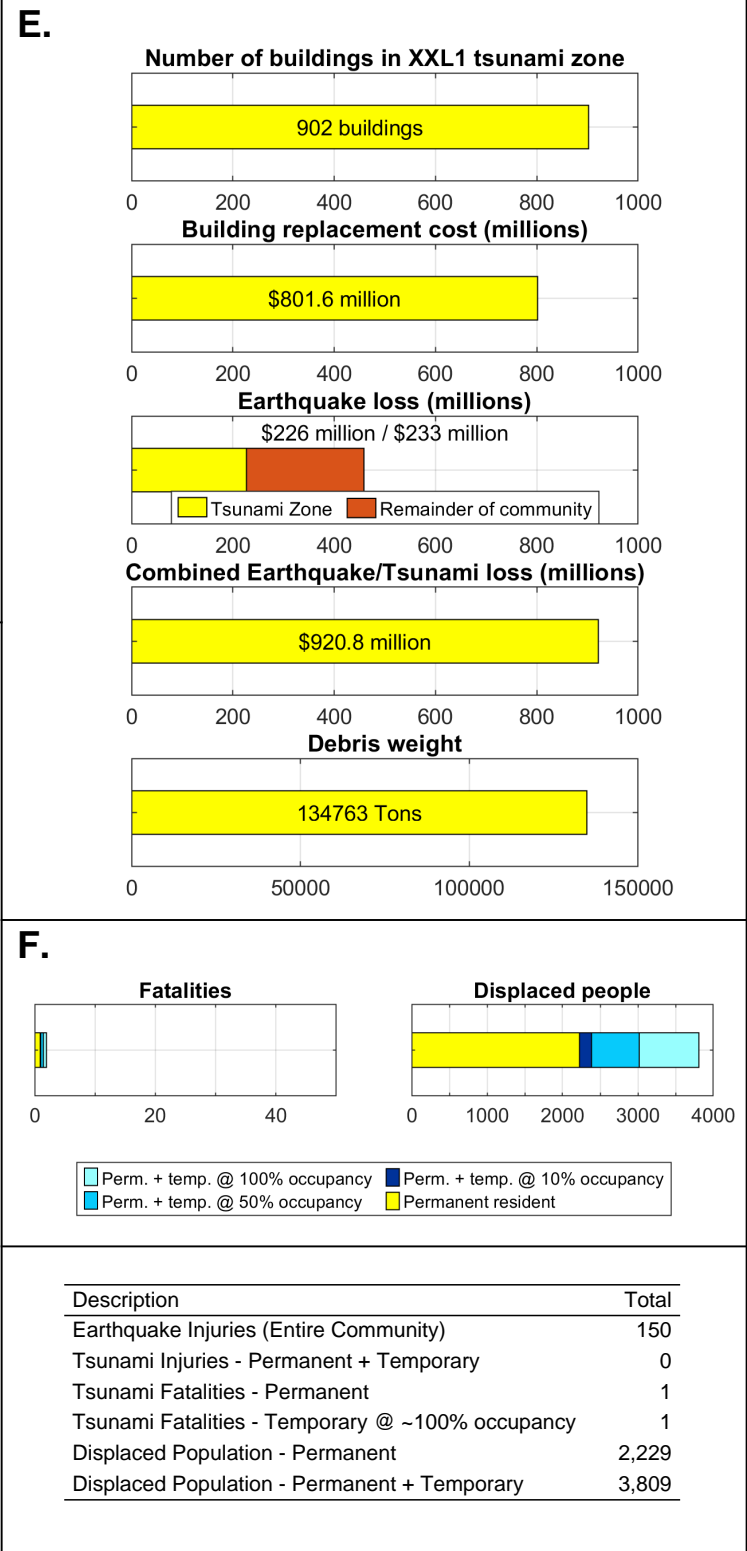 E.
Number of buildings in XXL1 tsunami zone
902 buildings
0 200 400 600 800 1000
Building replacement cost (millions)
$801.6 million
0 200 400 600 800 1000
Earthquake loss (millions)
$226 million / $233 million
Tsunami Zone Remainder of community
0 200 400 600 800 1000
Combined Earthquake/Tsunami loss (millions)
$920.8 million
0 200 400 600 800 1000
Debris weight
134763 Tons
0 50000 100000 150000
F.
Fatalities Displaced people
0 20 40 0 1000 2000 3000 4000
Perm. + temp. @ 100% occupancy Perm. + temp. @ 10% occupancy
Perm. + temp. @ 50% occupancy Permanent resident
Description Total
Earthquake Injuries (Entire Community) 150
Tsunami Injuries - Permanent + Temporary 0
Tsunami Fatalities - Permanent 1
Tsunami Fatalities - Temporary @ ~100% occupancy 1
Displaced Population - Permanent 2,229
Displaced Population - Permanent + Temporary 3,809